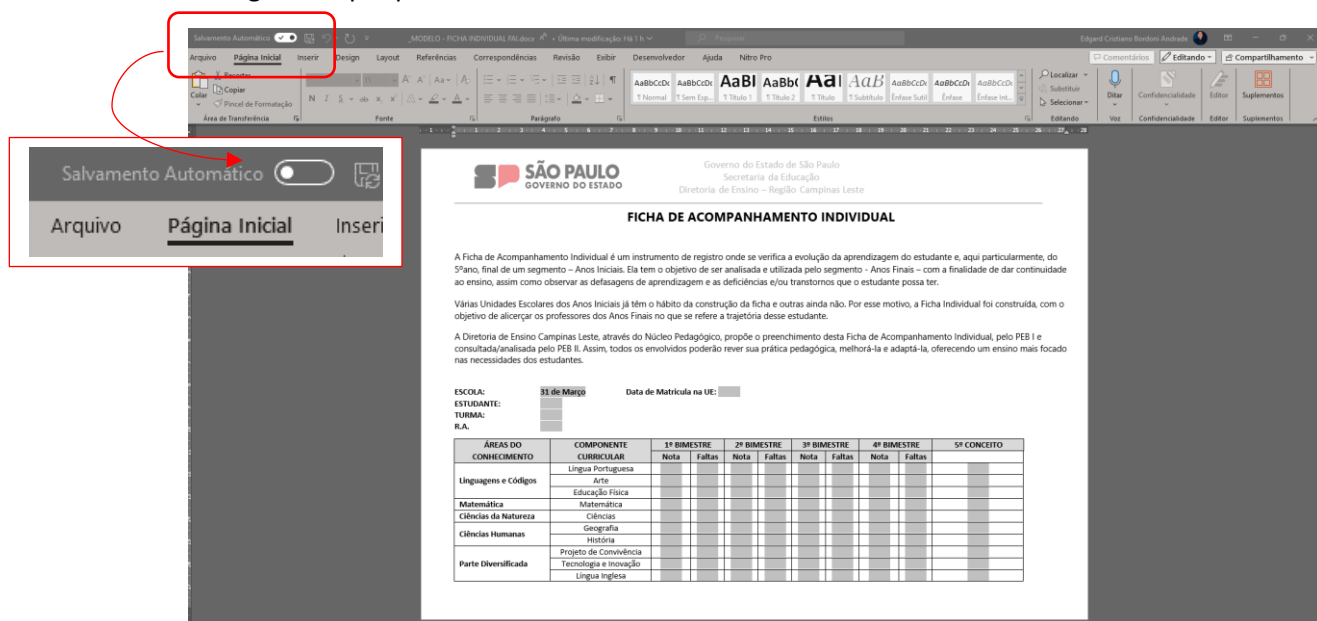 Salvamento Automático
_MODELO - FICHA INDIVIDUAL FAI.docx • Última modificação: Há 1 h
Pesquisar
Edgard Cristiano Bordoni Andrade
Arquivo Página Inicial Inserir Design Layout Referências Correspondências Revisão Exibir Desenvolvedor Ajuda Nitro Pro
Comentários Editando Compartilhamento
Colar
Recortar
Copiar
Pincel de Formatação
Área de Transferência
N I S ab x x
Fonte
Parágrafo
AaBbCcDc AaBbCcDc AaBl AaBb( AaI AaB AaBbCcDc AaBbCcDı AaBbCcDı
¶ Normal ¶ Sem Esp... ¶ Título 1 ¶ Título 2 ¶ Título ¶ Subtítulo Ênfase Sutil Ênfase Ênfase Int...
Estilos
Localizar
Substituir
Selecionar
Editando
Ditar
Voz
Confidencialidade
Confidencialidade
Editor
Editor
Suplementos
Suplementos
Salvamento Automático
Arquivo Página Inicial Inseri
SÃO PAULO
GOVERNO DO ESTADO
Governo do Estado de São Paulo
Secretaria da Educação
Diretoria de Ensino – Região Campinas Leste
FICHA DE ACOMPANHAMENTO INDIVIDUAL
A Ficha de Acompanhamento Individual é um instrumento de registro onde se verifica a evolução da aprendizagem do estudante e, aqui particularmente, do
5ºano, final de um segmento – Anos Iniciais. Ela tem o objetivo de ser analisada e utilizada pelo segmento - Anos Finais – com a finalidade de dar continuidade
ao ensino, assim como observar as defasagens de aprendizagem e as deficiências e/ou transtornos que o estudante possa ter.
Várias Unidades Escolares dos Anos Iniciais já têm o hábito da construção da ficha e outras ainda não. Por esse motivo, a Ficha Individual foi construída, com o
objetivo de alicerçar os professores dos Anos Finais no que se refere a trajetória desse estudante.
A Diretoria de Ensino Campinas Leste, através do Núcleo Pedagógico, propõe o preenchimento desta Ficha de Acompanhamento Individual, pelo PEB I e
consultada/analisada pelo PEB II. Assim, todos os envolvidos poderão rever sua prática pedagógica, melhorá-la e adaptá-la, oferecendo um ensino mais focado
nas necessidades dos estudantes.
ESCOLA: 31 de Março Data de Matricula na UE:
ESTUDANTE:
TURMA:
R.A.
ÁREAS DO CONHECIMENTO COMPONENTE CURRICULAR 1º BIMESTRE 2º BIMESTRE 3º BIMESTRE 4º BIMESTRE 5º CONCEITO
Nota Faltas Nota Faltas Nota Faltas Nota Faltas
Linguagens e Códigos
Língua Portuguesa
Arte
Educação Física
Matemática Matemática
Ciências da Natureza Ciências
Ciências Humanas
Geografia
História
Parte Diversificada
Projeto de Convivência
Tecnologia e Inovação
Língua Inglesa